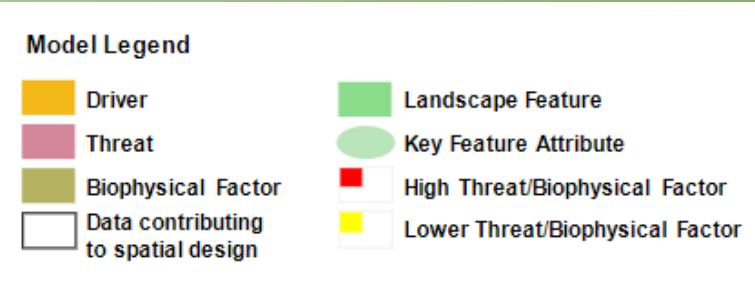 Model Legend
Driver
Threat
Biophysical Factor
Data contributing
to spatial design
Landscape Feature
Key Feature Attribute
High Threat/Biophysical Factor
Lower Threat/Biophysical Factor